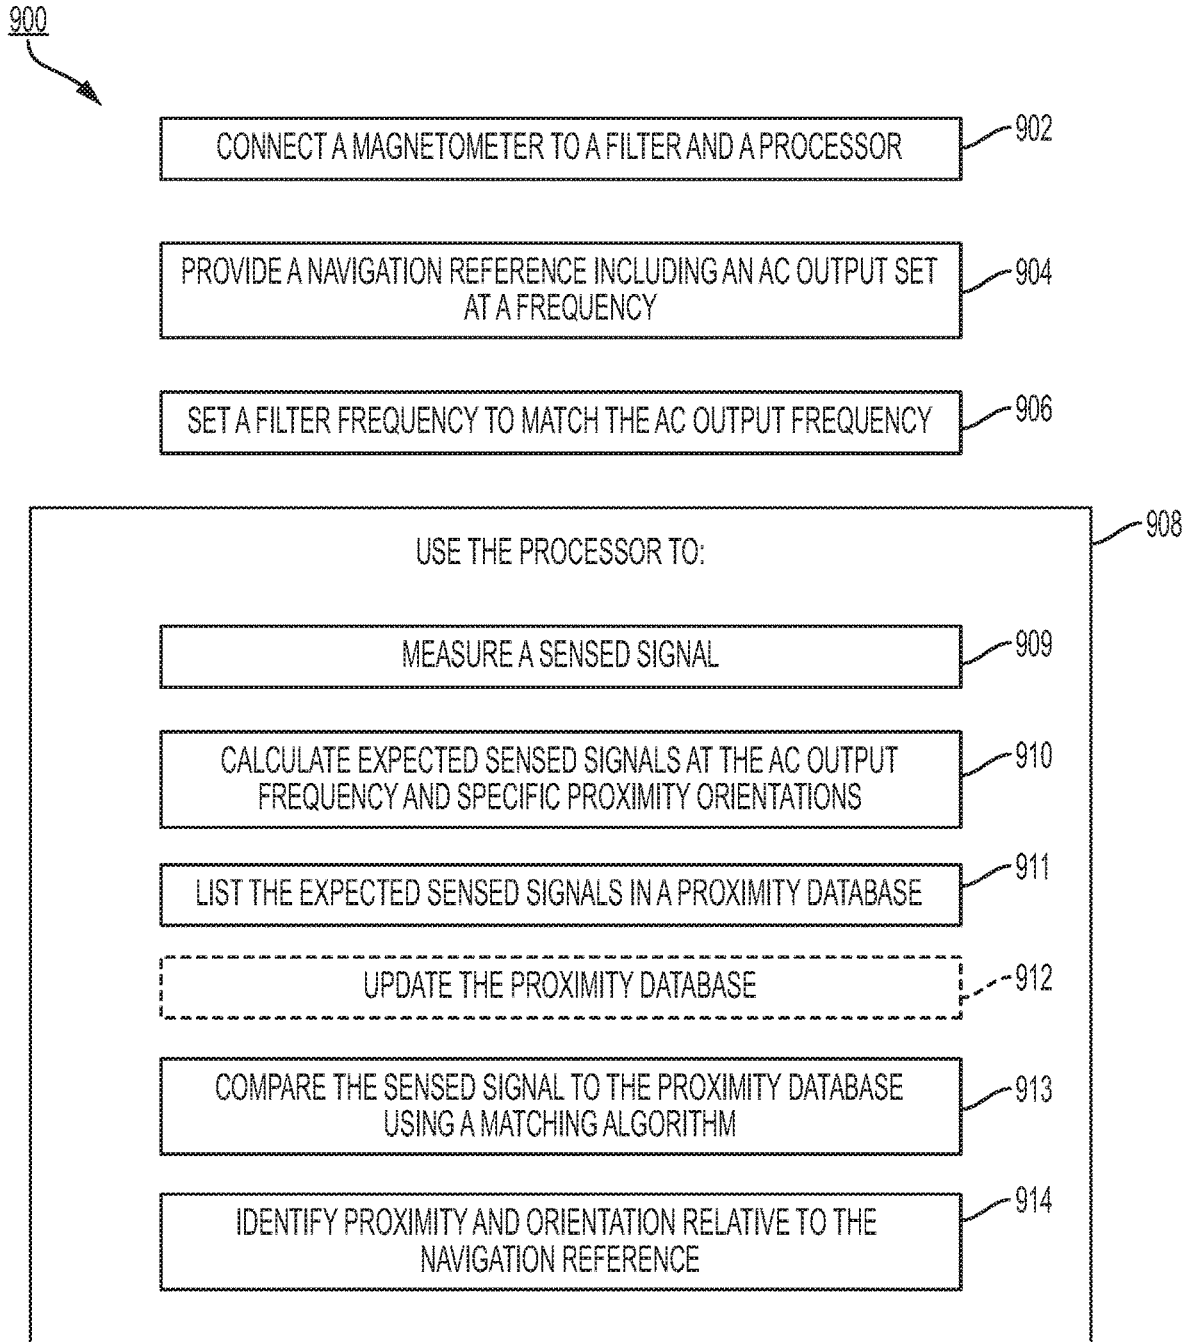 900
CONNECT A MAGNETOMETER TO A FILTER AND A PROCESSOR
902
PROVIDE A NAVIGATION REFERENCE INCLUDING AN AC OUTPUT SET
AT A FREQUENCY
904
SET A FILTER FREQUENCY TO MATCH THE AC OUTPUT FREQUENCY
906
908
USE THE PROCESSOR TO:
MEASURE A SENSED SIGNAL
909
CALCULATE EXPECTED SENSED SIGNALS AT THE AC OUTPUT
FREQUENCY AND SPECIFIC PROXIMITY ORIENTATIONS
910
LIST THE EXPECTED SENSED SIGNALS IN A PROXIMITY DATABASE
911
UPDATE THE PROXIMITY DATABASE
912
COMPARE THE SENSED SIGNAL TO THE PROXIMITY DATABASE
USING A MATCHING ALGORITHM
913
IDENTIFY PROXIMITY AND ORIENTATION RELATIVE TO THE
NAVIGATION REFERENCE
914